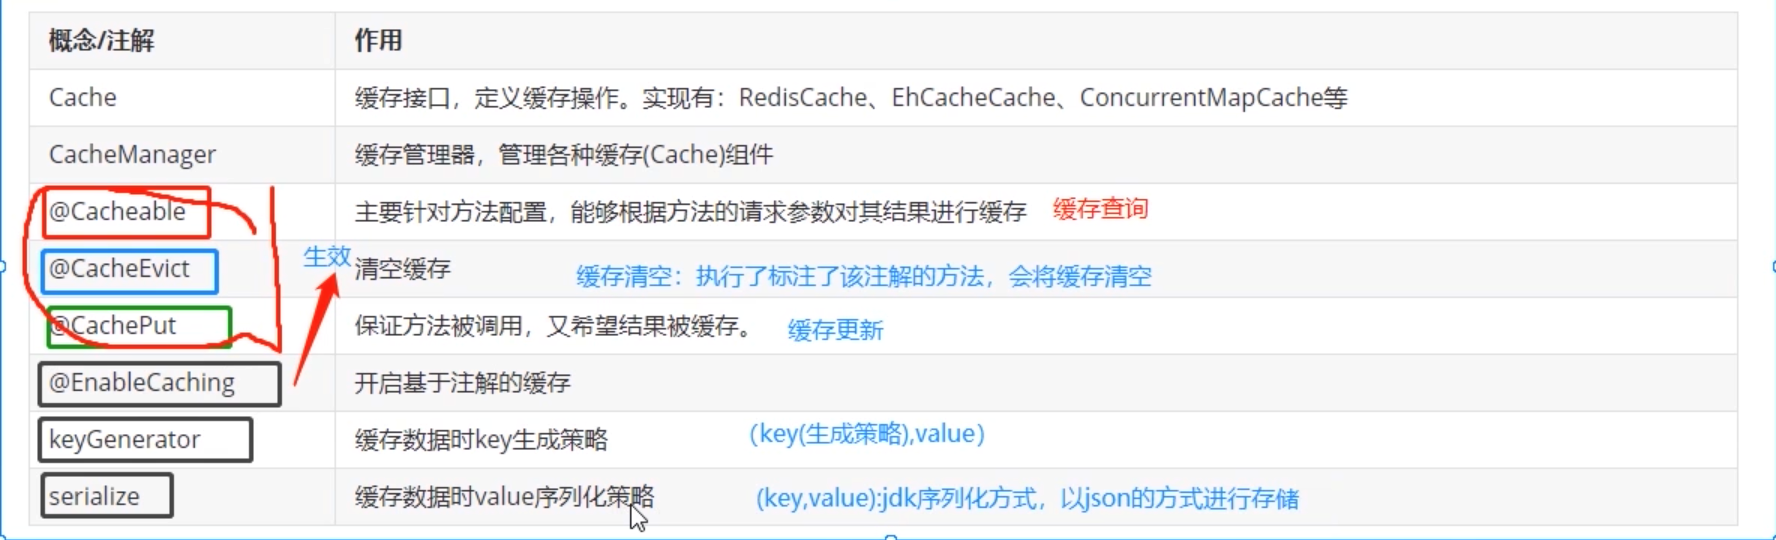 概念/注解 作用
Cache 缓存接口，定义缓存操作。实现有：RedisCache、EhCacheCache、ConcurrentMapCache等
CacheManager 缓存管理器，管理各种缓存(Cache)组件
@Cacheable 主要针对方法配置，能够根据方法的请求参数对其结果进行缓存 缓存查询
生效
@CacheEvict 清空缓存 缓存清空：执行了标注了该注解的方法，会将缓存清空
@CachePut 保证方法被调用，又希望结果被缓存。 缓存更新
@EnableCaching 开启基于注解的缓存
keyGenerator 缓存数据时key生成策略 （key(生成策略),value）
serialize 缓存数据时value序列化策略 (key,value):jdk序列化方式，以json的方式进行存储